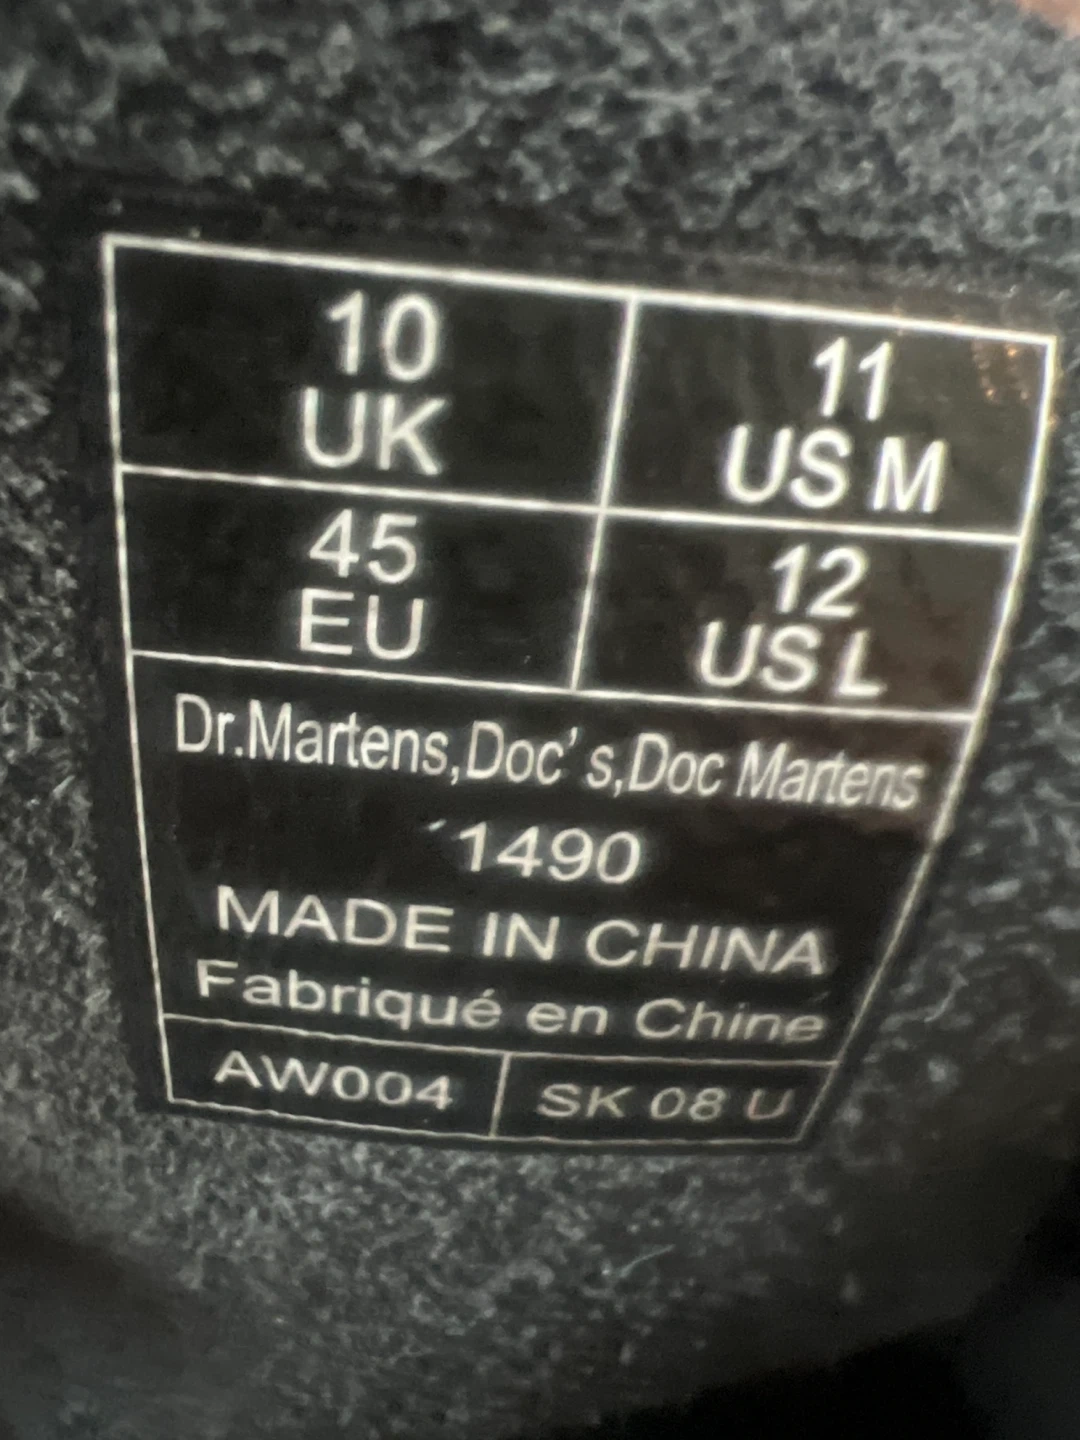 10
UK
11
US M
45
EU
12
US L
Dr.Martens,Doc's,Doc Martens
1490
MADE IN CHINA
Fabriqué en Chine
AW004
SK 08 U